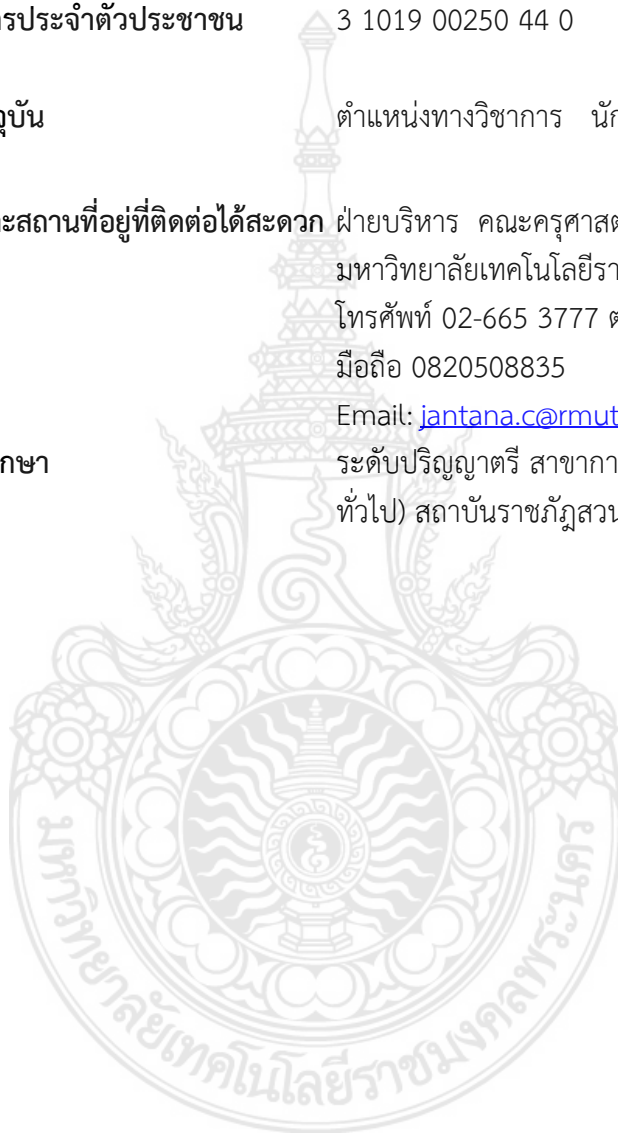 ารประจำตัวประชาชน 3 1019 00250 44 0
จุบัน ตำแหน่งทางวิชาการ นัก
ะสถานที่อยู่ที่ติดต่อได้สะดวก ฝ่ายบริหาร คณะครุศาสต
มหาวิทยาลัยเทคโนโลยีรา
โทรศัพท์ 02-665 3777 ต
มือถือ 0820508835
Email: jantana.c@rmut
กษา ระดับปริญญาตรี สาขากา
ทั่วไป) สถาบันราชภัฏสวน
มหาวิทยาลัยเทคโนโลยีราชมงคลพระนคร